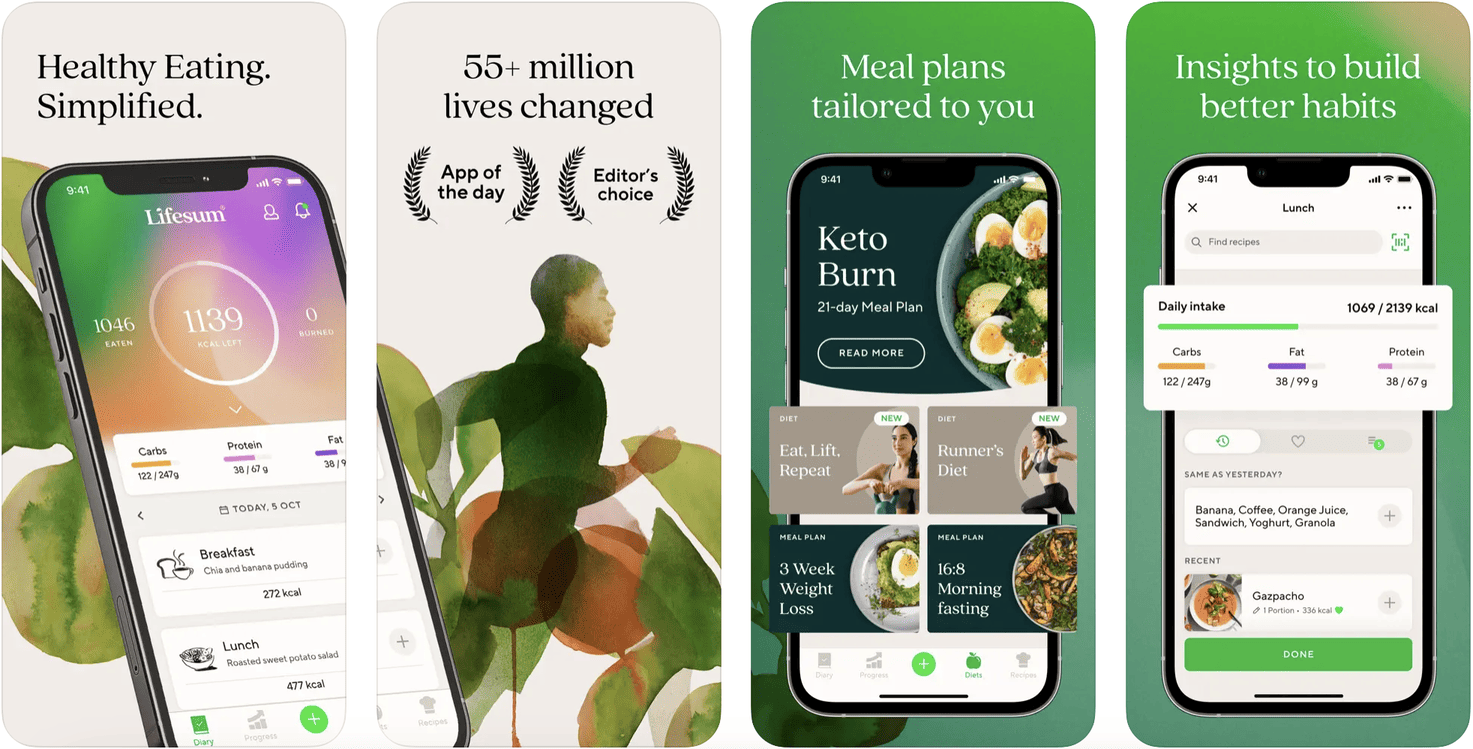 Healthy Eating.
Simplified.
9:41
Lifesum®
1046
EATEN
1139
KCAL LEFT
0
BURNED
Carbs
122 / 247g
Protein
38 / 67 g
Fat
38 / 9
TODAY, 5 OCT
Breakfast
Chia and banana pudding
272 kcal
Lunch
Roasted sweet potato salad
477 kcal
Diary
Progress
55+ million
lives changed
App of
the day
Editor's
choice
ts
Recipes
Meal plans
tailored to you
9:41
Keto
Burn
21-day Meal Plan
READ MORE
DIET
NEW
Eat, Lift,
Repeat
DIET
NEW
Runner's
Diet
MEAL PLAN
3 Week
Weight
Loss
MEAL PLAN
16:8
Morning
fasting
Diary
Progress
Diets
Recipes
Insights to build
better habits
9:41
Lunch
Find recipes
Daily intake
1069 / 2139 kcal
Carbs
122 / 247g
Fat
38 / 99 g
Protein
38 / 67 g
SAME AS YESTERDAY?
Banana, Coffee, Orange Juice,
Sandwich, Yoghurt, Granola
RECENT
Gazpacho
1 Portion • 336 kcal
DONE